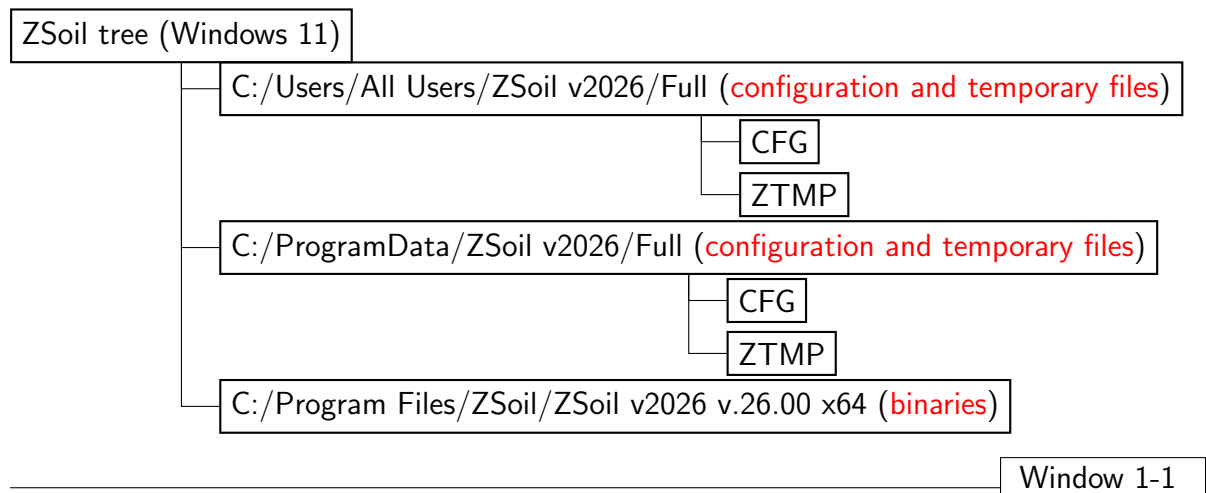 ZSoil tree (Windows 11)
C:/Users/All Users/ZSoil v2026/Full (configuration and temporary files)
CFG
ZTMP
C:/ProgramData/ZSoil v2026/Full (configuration and temporary files)
CFG
ZTMP
C:/Program Files/ZSoil/ZSoil v2026 v.26.00 x64 (binaries)
Window 1-1